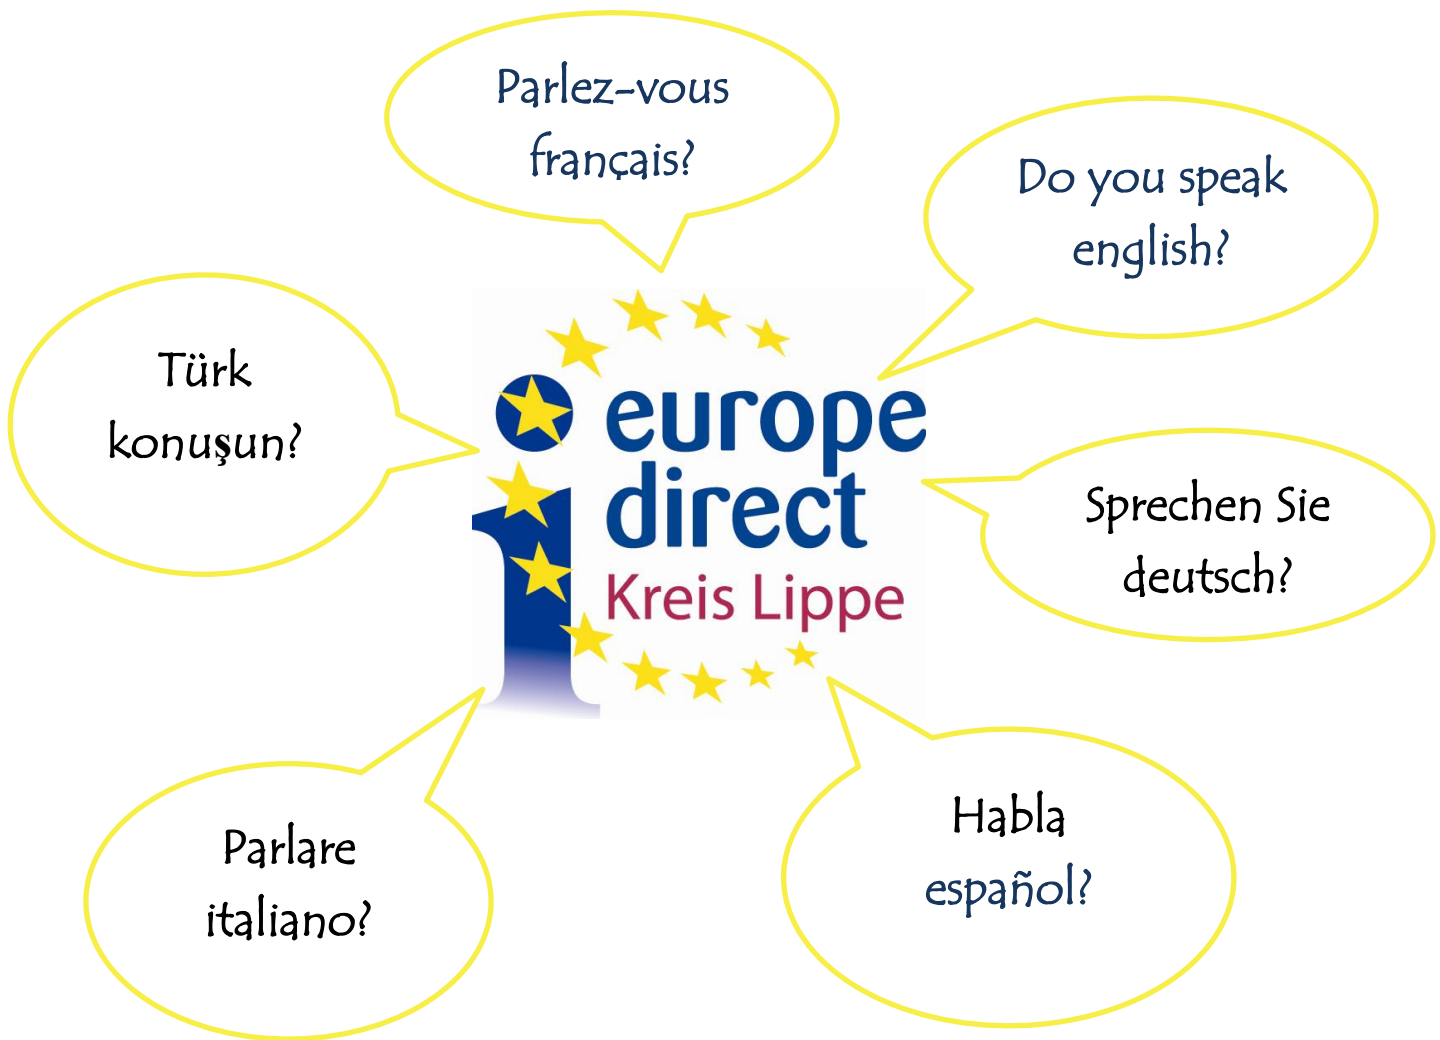 Parlez-vous
français?
Do you speak
english?
Türk
konuşun?
europe
direct
Kreis Lippe
Sprechen Sie
deutsch?
Parlare
italiano?
Habla
español?